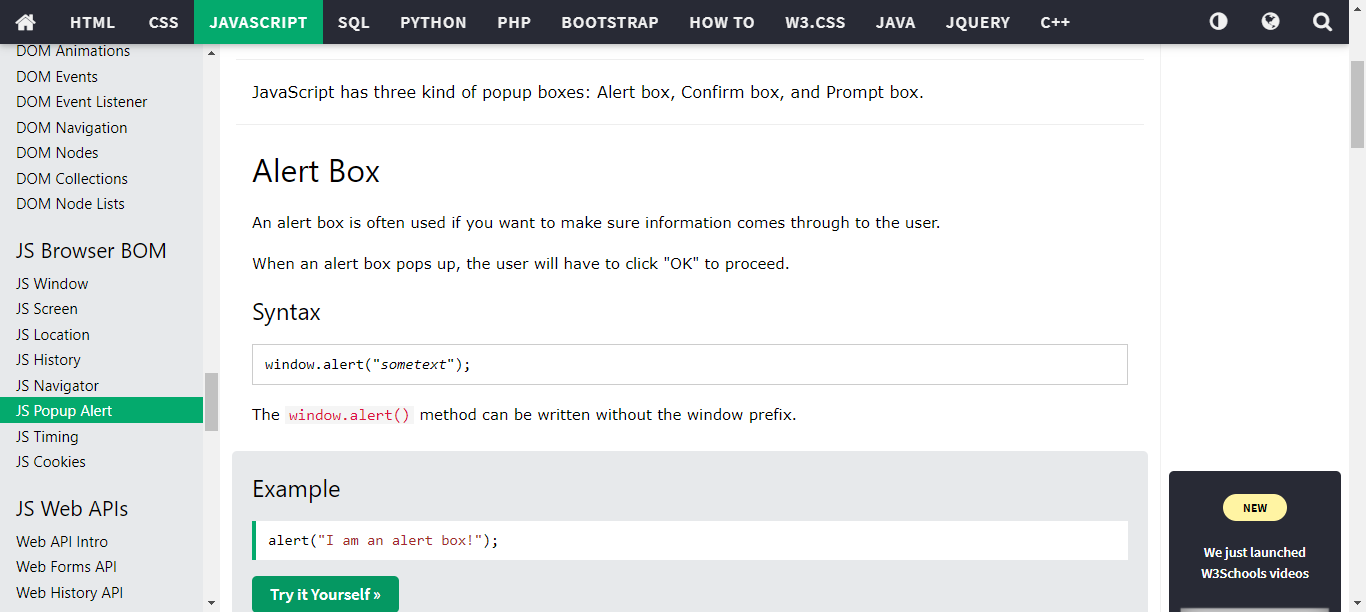 HTML CSS JAVASCRIPT SQL PYTHON PHP BOOTSTRAP HOW TO W3.CSS JAVA JQUERY C++
DOM Animations
DOM Events
DOM Event Listener
DOM Navigation
DOM Nodes
DOM Collections
DOM Node Lists
JS Browser BOM
JS Window
JS Screen
JS Location
JS History
JS Navigator
JS Popup Alert
JS Timing
JS Cookies
JS Web APIs
Web API Intro
Web Forms API
Web History API
JavaScript has three kind of popup boxes: Alert box, Confirm box, and Prompt box.
Alert Box
An alert box is often used if you want to make sure information comes through to the user.
When an alert box pops up, the user will have to click "OK" to proceed.
Syntax
window.alert("sometext");
The window.alert() method can be written without the window prefix.
Example
alert("I am an alert box!");
Try it Yourself »
NEW
We just launched
W3Schools videos